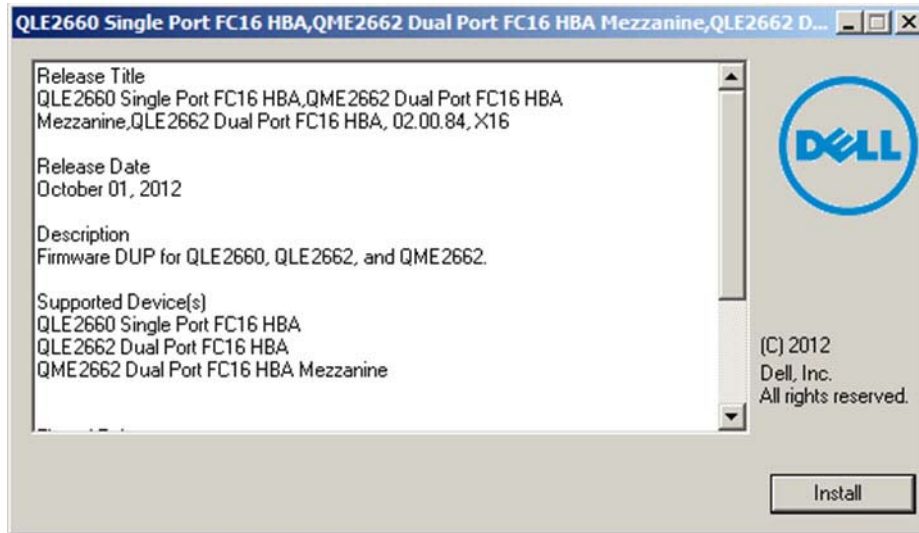 QLE2660 Single Port FC16 HBA,QME2662 Dual Port FC16 HBA Mezzanine,QLE2662 D...
Release Title
QLE2660 Single Port FC16 HBA,QME2662 Dual Port FC16 HBA
Mezzanine,QLE2662 Dual Port FC16 HBA, 02.00.84, X16
Release Date
October 01, 2012
Description
Firmware DUP for QLE2660, QLE2662, and QME2662.
Supported Device(s)
QLE2660 Single Port FC16 HBA
QLE2662 Dual Port FC16 HBA
QME2662 Dual Port FC16 HBA Mezzanine
DELL
(C) 2012
Dell, Inc.
All rights reserved.
Install